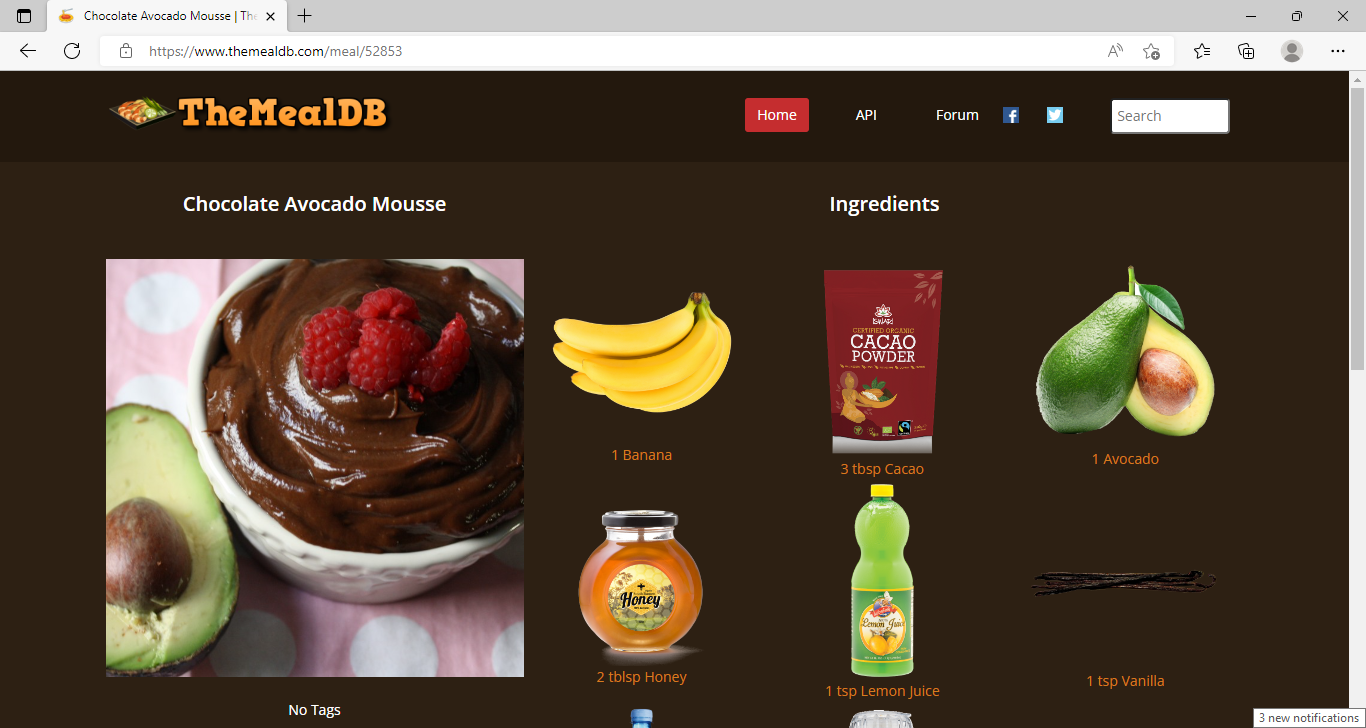 Chocolate Avocado Mousse | The
https://www.themealdb.com/meal/52853
TheMealDB
Home
API
Forum
Search
Chocolate Avocado Mousse
Ingredients
ISWARI
CERTIFIED ORGANIC
CACAO
POWDER
1 Banana
3 tbsp Cacao
1 Avocado
Honey
Lemon Juice
2 tblsp Honey
1 tsp Lemon Juice
1 tsp Vanilla
No Tags
3 new notifications